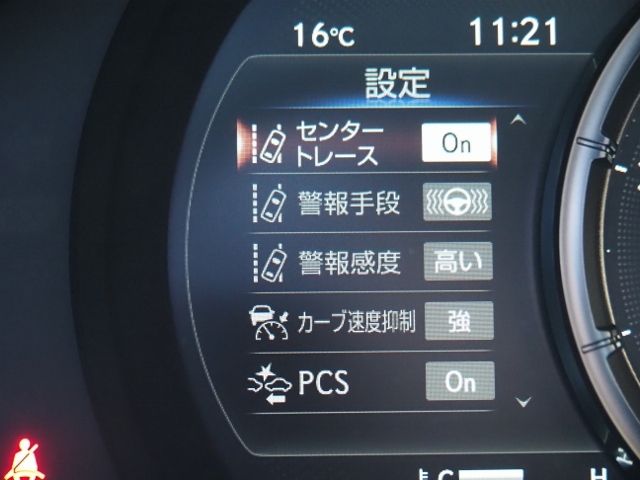 16℃ 11:21
設定
センター
トレース On
警報手段
警報感度 高い
カーブ速度抑制 強
PCS On
C H